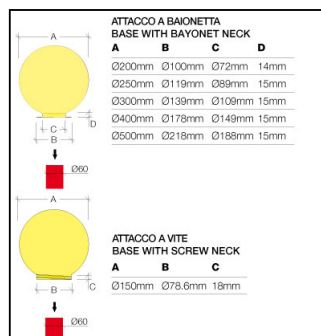 ATTACCO A BAIONETTA
BASE WITH BAYONET NECK
A B C D
Ø200mm Ø100mm Ø72mm 14mm
Ø250mm Ø119mm Ø89mm 15mm
Ø300mm Ø139mm Ø109mm 15mm
Ø400mm Ø178mm Ø149mm 15mm
Ø500mm Ø218mm Ø188mm 15mm
A
C
D
B
Ø60
ATTACCO A VITE
BASE WITH SCREW NECK
A B C
Ø150mm Ø78.6mm 18mm
A
B
C
Ø60